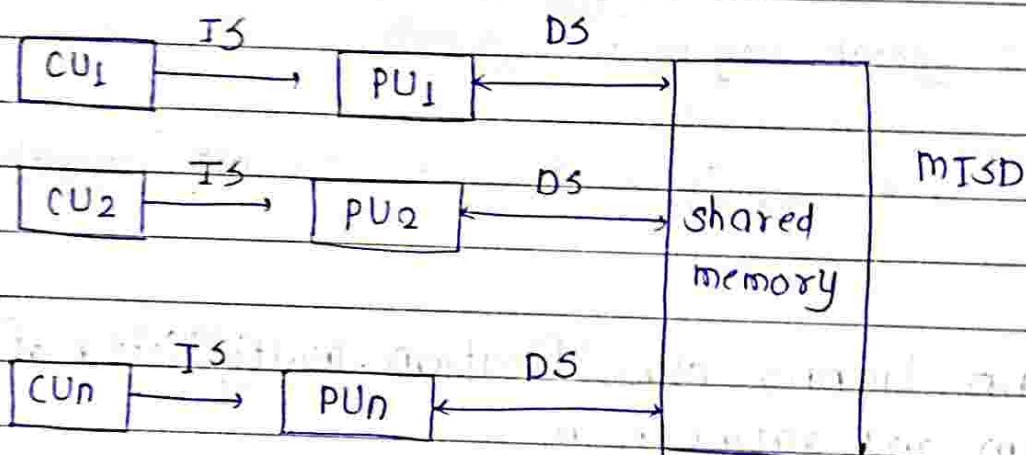 IS DS
CU1 PU1
MISD
IS DS
CU2 PU2 shared
memory
IS DS
CUn PUn